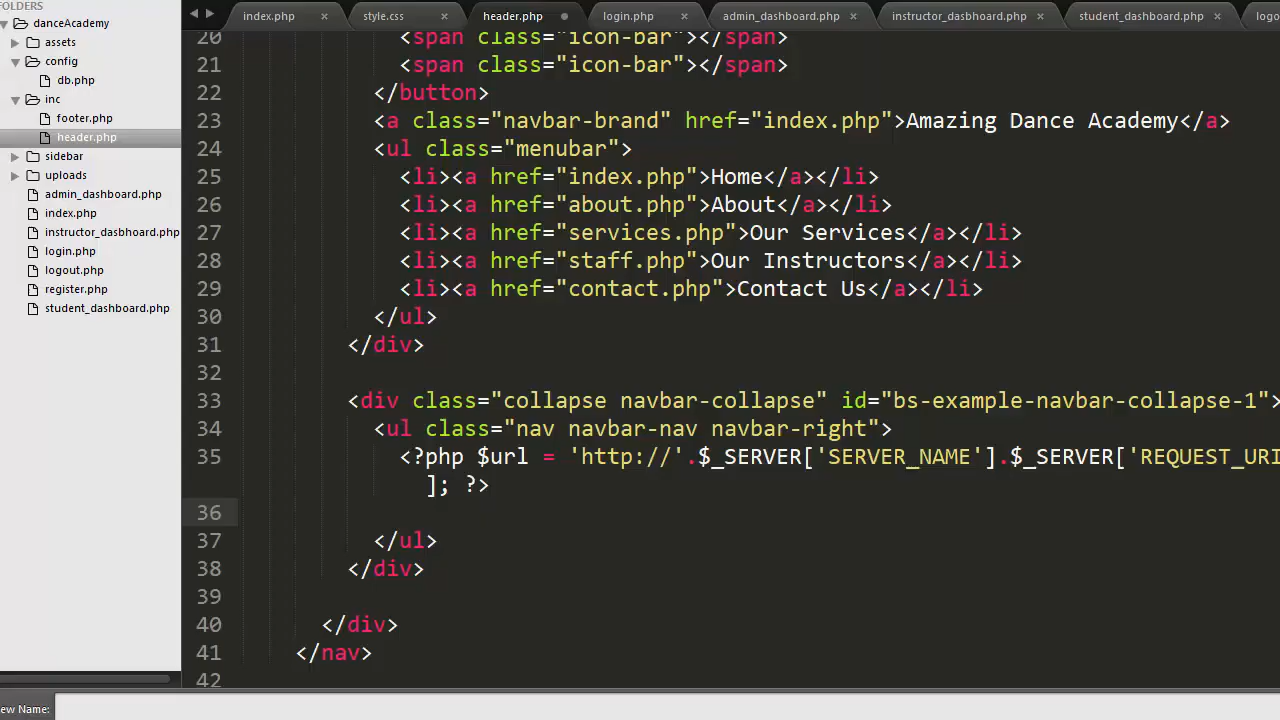 FOLDERS
danceAcademy
assets
config
db.php
inc
footer.php
header.php
sidebar
uploads
admin_dashboard.php
index.php
instructor_dasbhoard.php
login.php
logout.php
register.php
student_dashboard.php
index.php × style.css × header.php login.php × admin_dashboard.php × instructor_dasbhoard.php × student_dashboard.php × logo
20 <span class="icon-bar"></span>
21 <span class="icon-bar"></span>
22 </button>
23 <a class="navbar-brand" href="index.php">Amazing Dance Academy</a>
24 <ul class="menubar">
25 <li><a href="index.php">Home</a></li>
26 <li><a href="about.php">About</a></li>
27 <li><a href="services.php">Our Services</a></li>
28 <li><a href="staff.php">Our Instructors</a></li>
29 <li><a href="contact.php">Contact Us</a></li>
30 </ul>
31 </div>
32
33 <div class="collapse navbar-collapse" id="bs-example-navbar-collapse-1">
34 <ul class="nav navbar-nav navbar-right">
35 <?php $url = 'http://'.$_SERVER['SERVER_NAME'].$_SERVER['REQUEST_URI
]; ?>
36
37 </ul>
38 </div>
39
40 </div>
41 </nav>
42
ew Name: